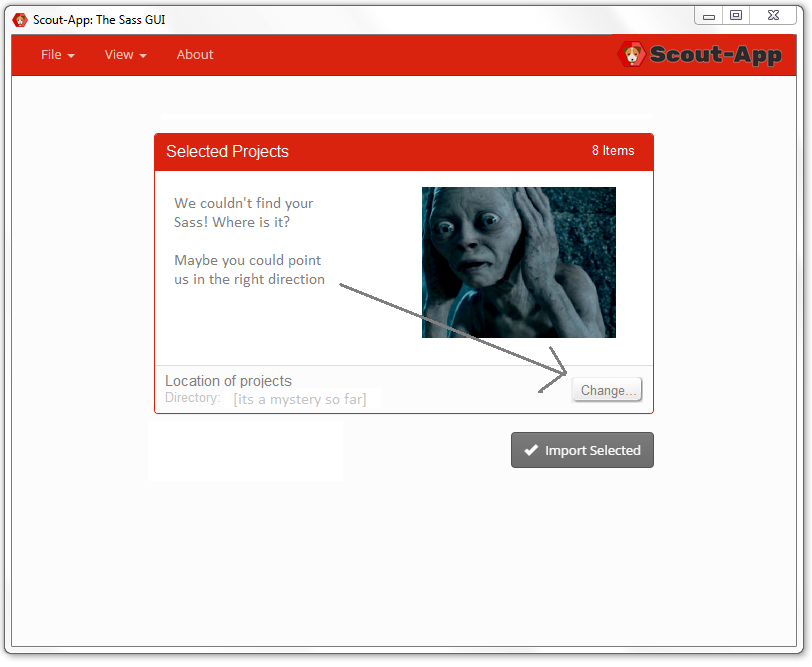 Scout-App: The Sass GUI
File View About Scout-App
Selected Projects 8 Items
We couldn't find your
Sass! Where is it?
Maybe you could point
us in the right direction
Location of projects
Directory: [its a mystery so far]
Change...
Import Selected